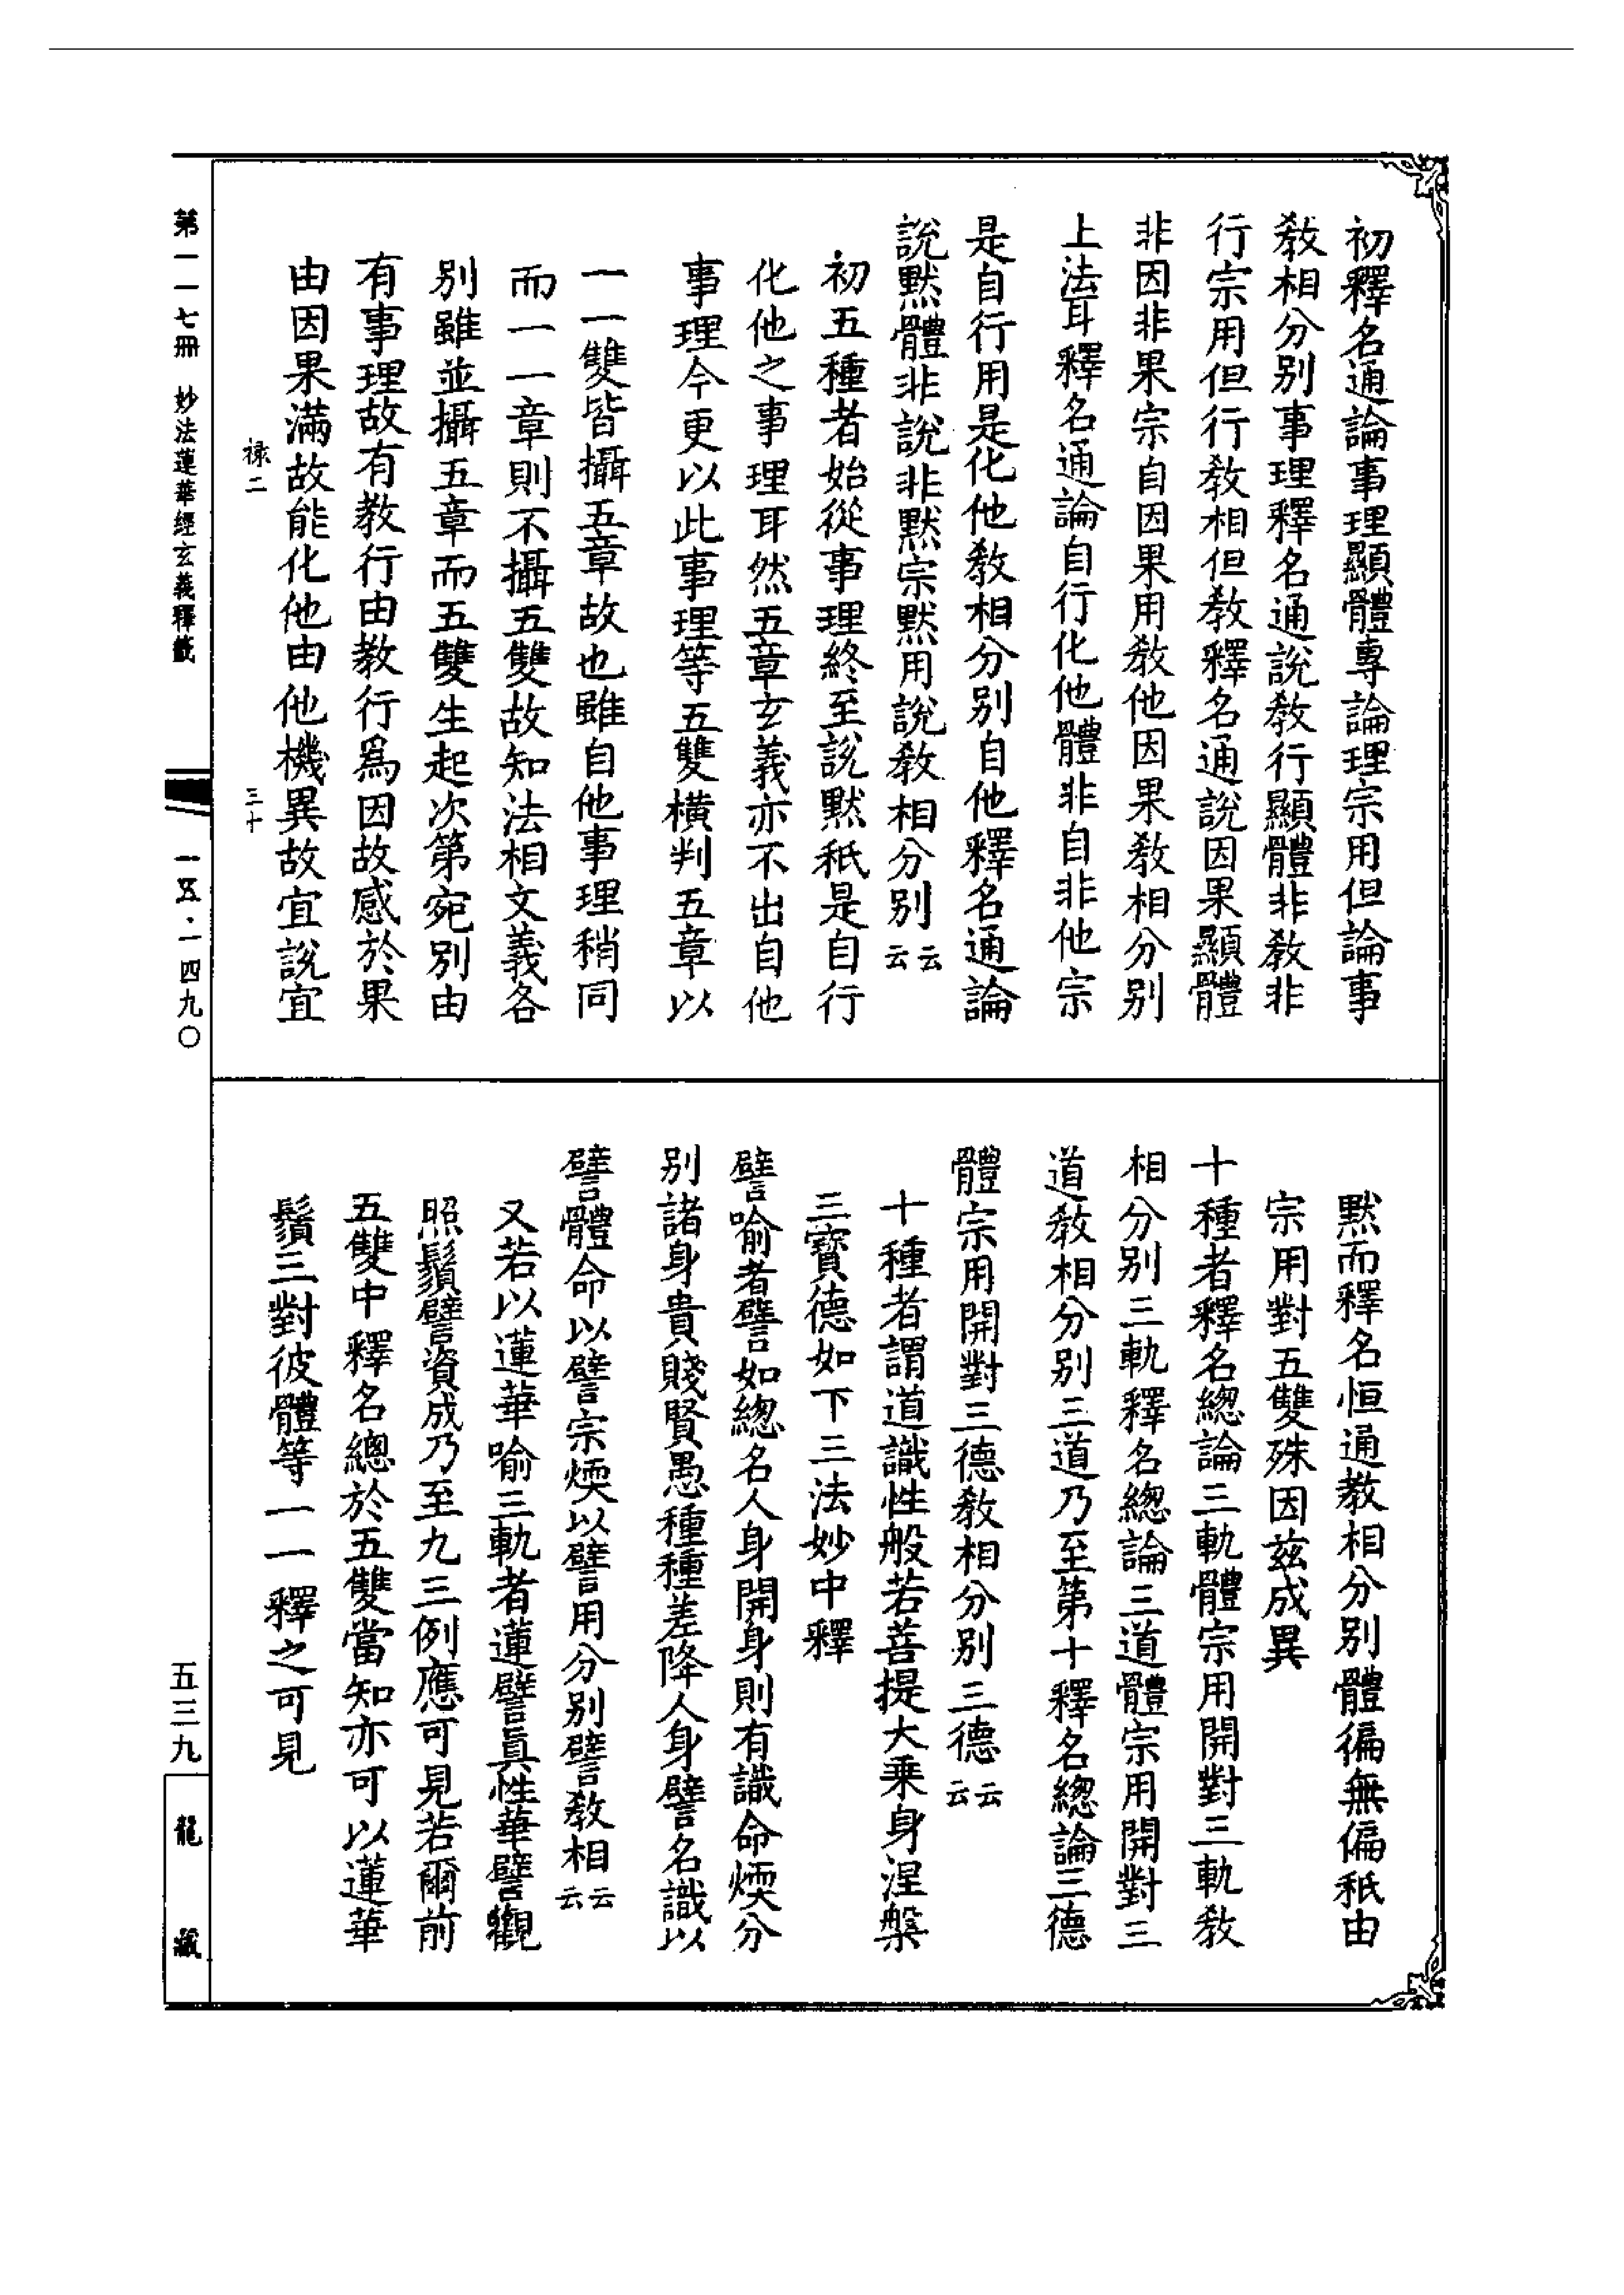 初釋名通論事理顯體專論理宗用但論事
教相分別事理釋名通說教行顯體非教非
行宗用但行教相但教釋名通說因果顯體
非因非果宗自因果用教他因果教相分別
上法耳釋名通論自行化他體非自非他宗
是自行用是化他教相分別自他釋名通論
說默體非說非默宗默用說教相分別云云
初五種者始從事理終至說默秖是自行
化他之事理耳然五章玄義亦不出自他
事理今更以此事理等五雙橫判五章以
一一雙皆攝五章故也雖自他事理稍同
而一一章則不攝五雙故知法相文義各
別雖並攝五章而五雙生起次第宛別由
有事理故有教行由教行爲因故感於果
由因果滿故能化他由他機異故宜說宜
默而釋名恒通教相分別體徧無偏秖由
宗用對五雙殊因茲成異
十種者釋名總論三軌體宗用開對三軌教
相分別三軌釋名總論三道體宗用開對三
道教相分別三道乃至第十釋名總論三德
體宗用開對三德教相分別三德云云
十種者謂道識性般若菩提大乘身涅槃
三寶德如下三法妙中釋
譬喻者譬如總名人身開身則有識命煗分
別諸身貴賤賢愚種種差降人身譬名識以
譬體命以譬宗煗以譬用分別譬教相云云
又若以蓮華喻三軌者蓮譬眞性華譬觀
照鬚譬資成乃至九三例應可見若爾前
五雙中釋名總於五雙當知亦可以蓮華
鬚三對彼體等一一釋之可見
祿二
三十
第一一七冊 妙法蓮華經玄義釋籤
一五·一四九〇
五三九
龍藏